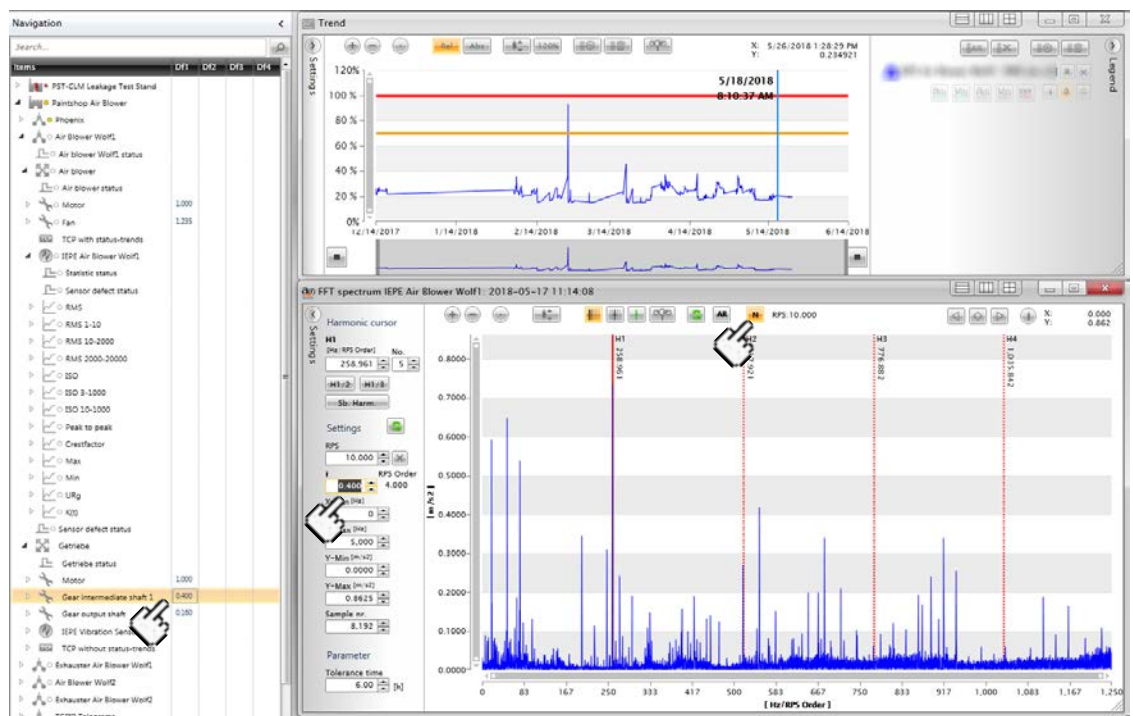 Navigation
Search...
Items Df1 Df2 Df3 Df4
PST-CLM Leakage Test Stand
Paintshop Air Blower
Phoenix
Air Blower Wolf1
Air blower Wolf1 status
Air blower
Air blower status
Motor 1.000
Fan 1.235
TCP with status-trends
IEPE Air Blower Wolf1
Statistic status
Sensor defect status
RMS
RMS 1-10
RMS 10-2000
RMS 2000-20000
ISO
ISO 3-1000
ISO 10-1000
Peak to peak
Crestfactor
Max
Min
URg
K(t)
Sensor defect status
Getriebe
Getriebe status
Motor 1.000
Gear intermediate shaft 1 0.400
Gear output shaft 0.160
IEPE Vibration
TCP without status-trends
Exhauster Air Blower Wolf1
Air Blower Wolf2
Exhauster Air Blower Wolf2
Trend
Settings
Rel Abs 100%
X: 5/26/2018 1:28:29 PM
Y: 0.234921
Legend
5/18/2018
8:10:37 AM
120%
100 %
80 %
60 %
40 %
20 %
0%
12/14/2017 1/14/2018 2/14/2018 3/14/2018 4/14/2018 5/14/2018 6/14/2018
FFT spectrum IEPE Air Blower Wolf1: 2018-05-17 11:14:08
Settings
AR N RPS:10.000
X: 0.000
Y: 0.862
Harmonic cursor
H1
[Hz/RPS Order] No.
258.961 5
H1/2 H1/3
Sb. Harm.
Settings
RPS
10.000
i RPS Order
0.400 4.000
[Hz]
0
[Hz]
5,000
Y-Min [m/s2]
0.0000
Y-Max [m/s2]
0.8625
Sample nr.
8,192
Parameter
Tolerance time
6.00 [h]
H1 H2 H3 H4
258.961 776.882 1,035.842
[m/s2]
0.8000
0.7000
0.6000
0.5000
0.4000
0.3000
0.2000
0.1000
0.0000
0 83 167 250 333 417 500 583 667 750 833 917 1,000 1,083 1,167 1,250
[ Hz/RPS Order ]